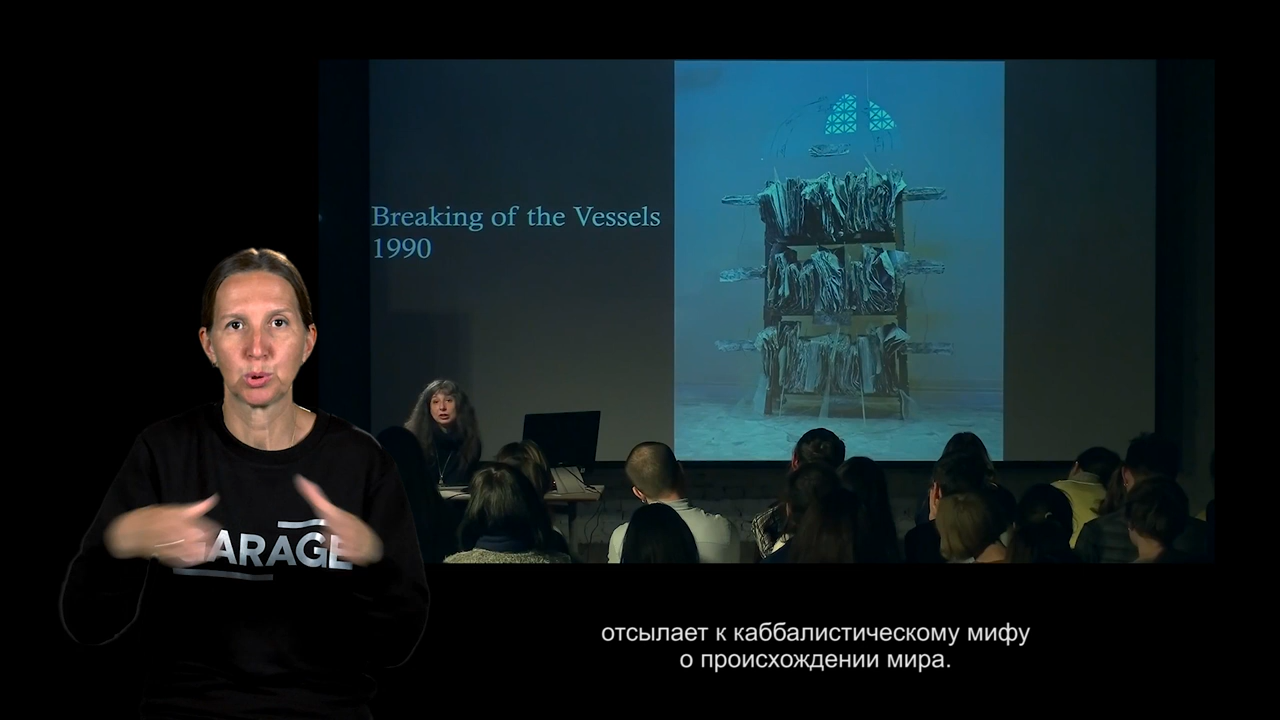 Breaking of the Vessels
1990
GARAGE
отсылает к каббалистическому мифу
о происхождении мира.